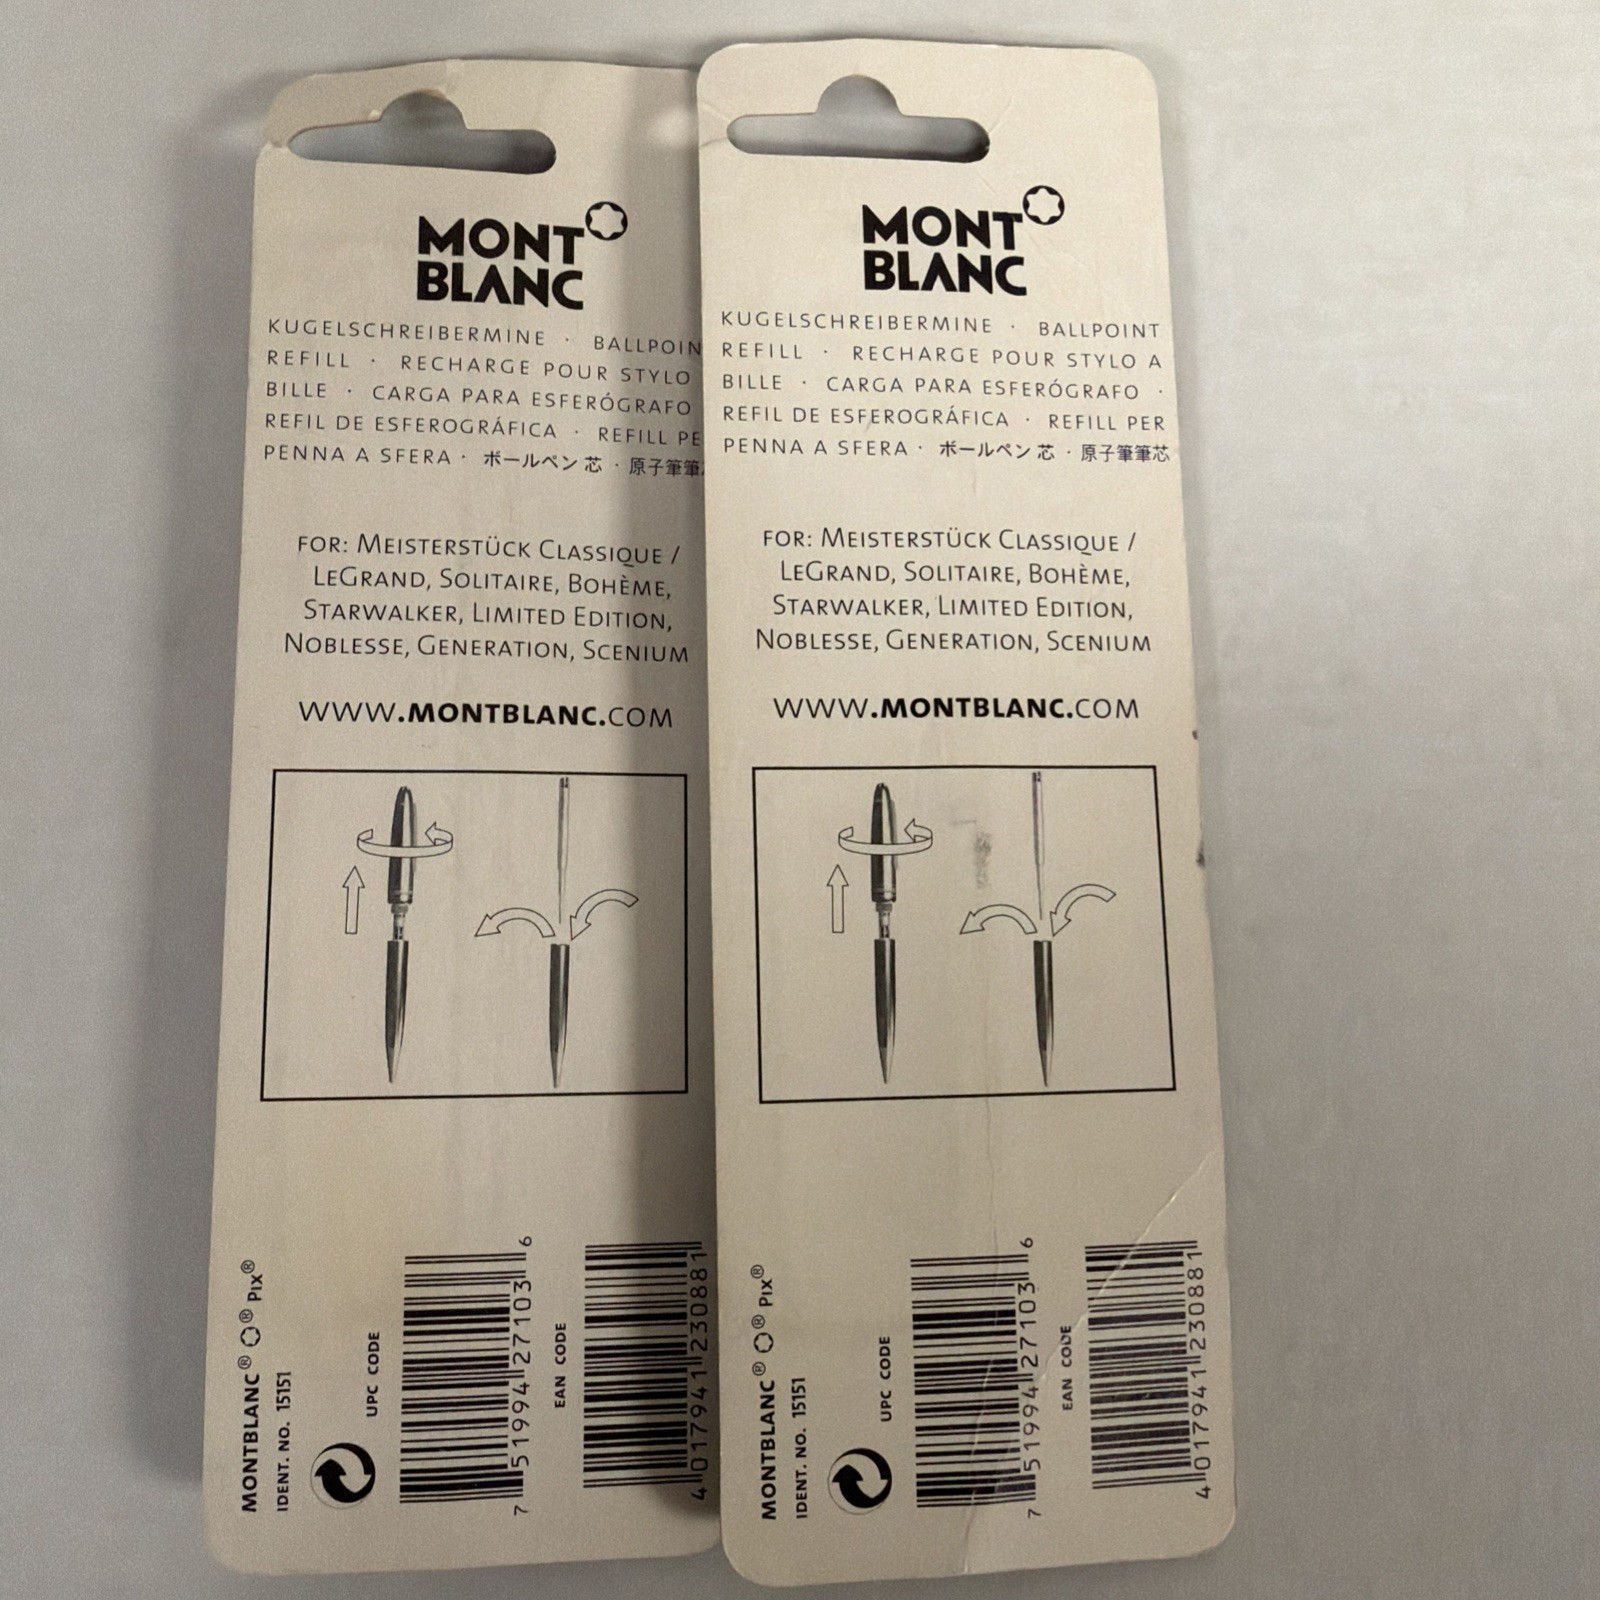 MONT
BLANC
KUGELSCHREIBERMINE · BALLPOIN
REFILL · RECHARGE POUR STYLO
BILLE · CARGA PARA ESFERÓGRAFO
REFIL DE ESFEROGRÁFICA · REFILL PE
PENNA A SFERA · ボールペン 芯 · 原子筆筆
FOR: MEISTERSTÜCK CLASSIQUE /
LEGRAND, SOLITAIRE, BOHÈME,
STARWALKER, LIMITED EDITION,
NOBLESSE, GENERATION, SCENIUM
WWW.MONTBLANC.COM
MONTBLANC® ® PIX®
IDENT. NO. 15151
UPC CODE
7 51994 27103 6
EAN CODE
4 017941 230881
MONT
BLANC
KUGELSCHREIBERMINE · BALLPOINT
REFILL · RECHARGE POUR STYLO A
BILLE · CARGA PARA ESFERÓGRAFO ·
REFIL DE ESFEROGRÁFICA · REFILL PER
PENNA A SFERA · ボールペン 芯 · 原子筆筆芯
FOR: MEISTERSTÜCK CLASSIQUE /
LEGRAND, SOLITAIRE, BOHÈME,
STARWALKER, LIMITED EDITION,
NOBLESSE, GENERATION, SCENIUM
WWW.MONTBLANC.COM
MONTBLANC® ® PIX®
IDENT. NO. 15151
UPC CODE
7 51994 27103 6
EAN CODE
4 017941 230881